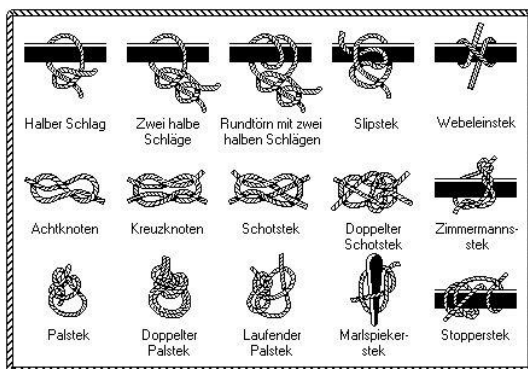 Halber Schlag
Zwei halbe
Schläge
Rundtörn mit zwei
halben Schlägen
Slipstek
Webeleinstek
Achtknoten
Kreuzknoten
Schotstek
Doppelter
Schotstek
Zimmermanns-
stek
Palstek
Doppelter
Palstek
Laufender
Palstek
Marlspieker-
stek
Stopperstek